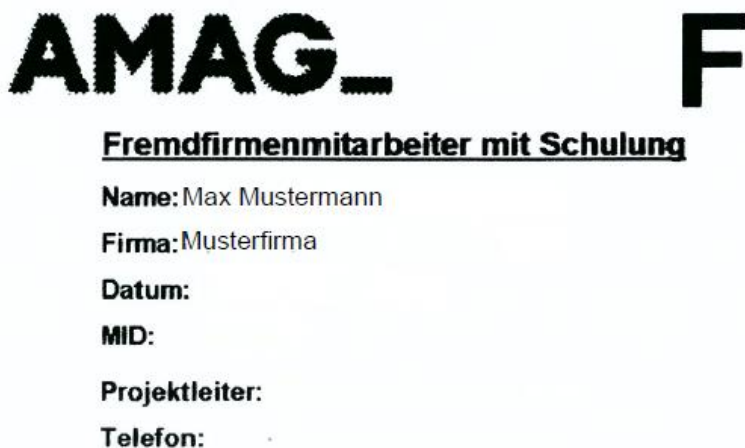 AMAG_ F
Fremdfirmenmitarbeiter mit Schulung
Name: Max Mustermann
Firma: Musterfirma
Datum:
MID:
Projektleiter:
Telefon: